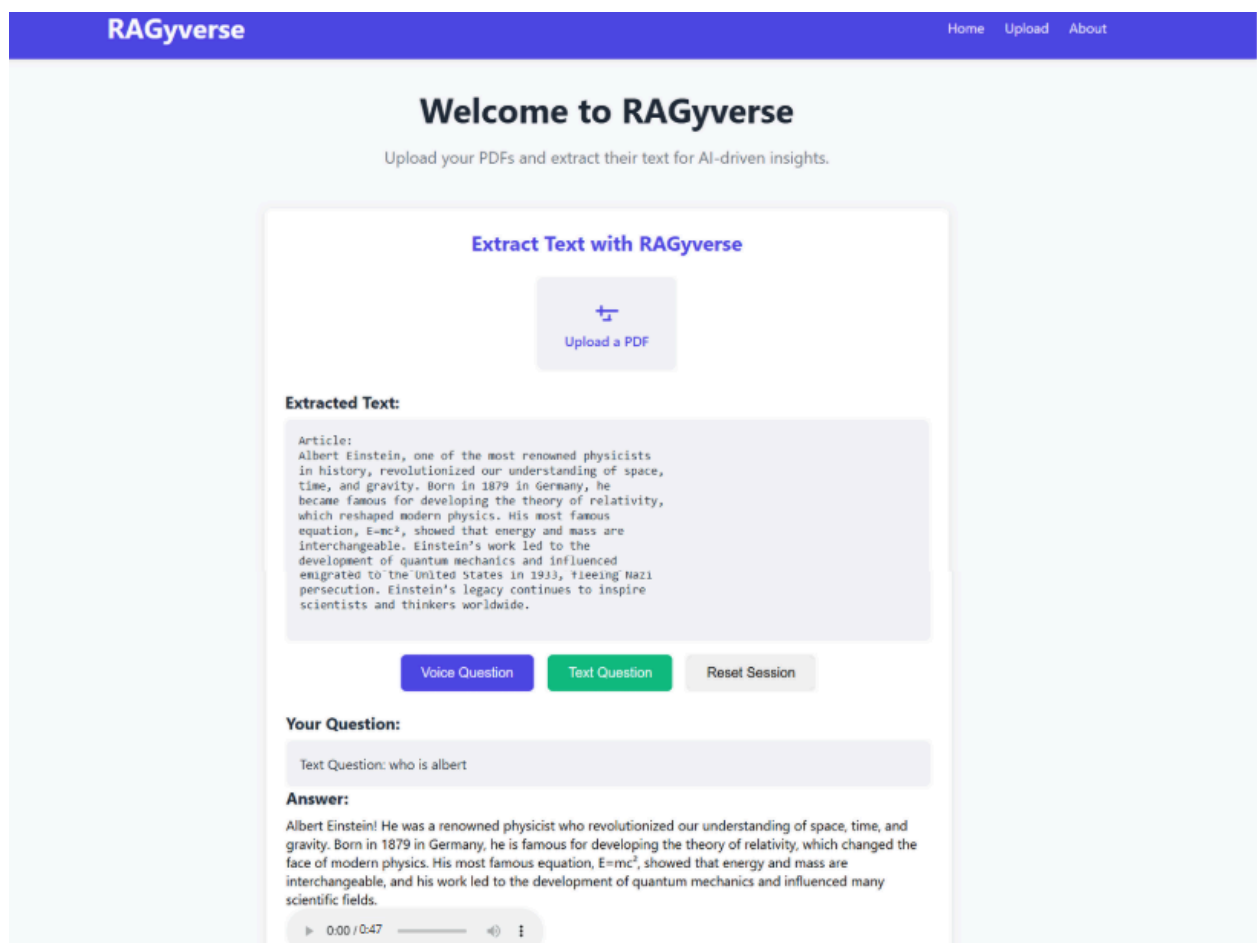 RAGyverse
Home Upload About
Welcome to RAGyverse
Upload your PDFs and extract their text for AI-driven insights.
Extract Text with RAGyverse
Upload a PDF
Extracted Text:
Article:
Albert Einstein, one of the most renowned physicists
in history, revolutionized our understanding of space,
time, and gravity. Born in 1879 in Germany, he
became famous for developing the theory of relativity,
which reshaped modern physics. His most famous
equation, E=mc², showed that energy and mass are
interchangeable. Einstein's work led to the
development of quantum mechanics and influenced
emigrated to the United States in 1933, fleeing Nazi
persecution. Einstein's legacy continues to inspire
scientists and thinkers worldwide.
Voice Question Text Question Reset Session
Your Question:
Text Question: who is albert
Answer:
Albert Einstein! He was a renowned physicist who revolutionized our understanding of space, time, and
gravity. Born in 1879 in Germany, he is famous for developing the theory of relativity, which changed the
face of modern physics. His most famous equation, E=mc², showed that energy and mass are
interchangeable, and his work led to the development of quantum mechanics and influenced many
scientific fields.
0:00 / 0:47